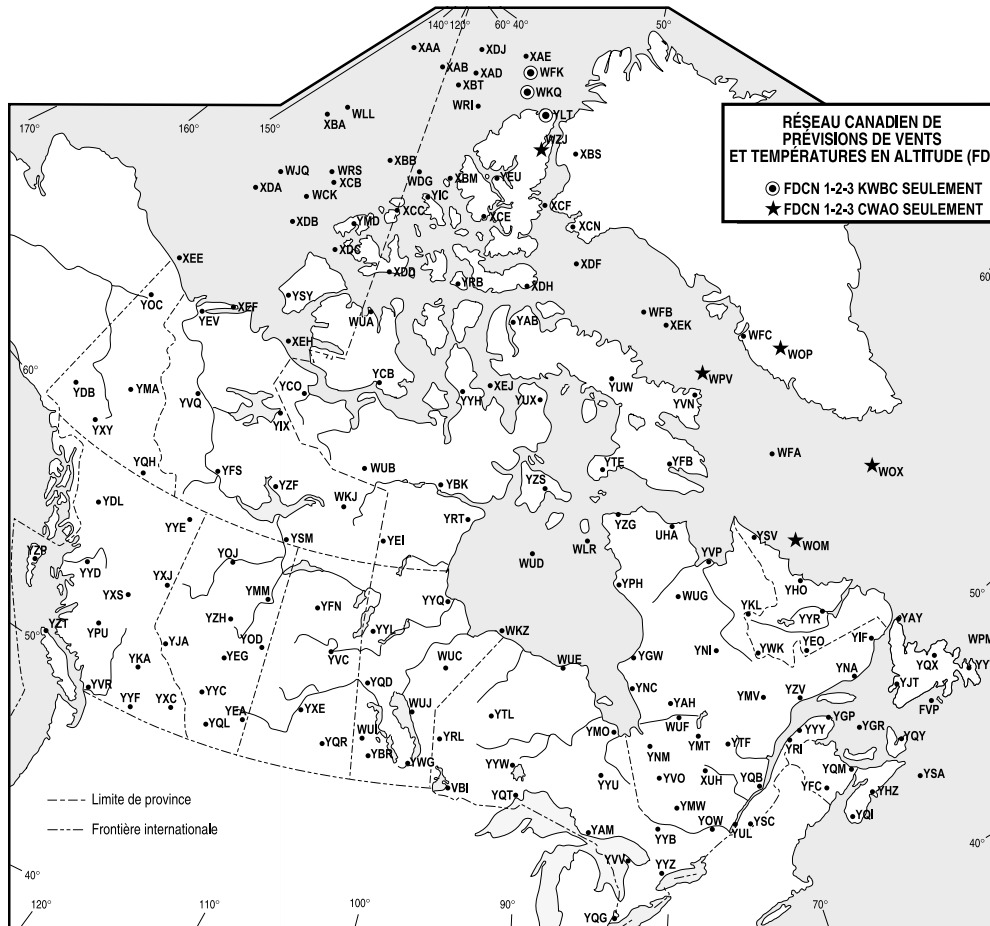 140° 120° 60° 40° 50°
XAA XDJ XAE
XAB XAD WFK
XBT WKQ
WRI YLT
170° 160° 150° XBA WLL
RÉSEAU CANADIEN DE
PRÉVISIONS DE VENTS
ET TEMPÉRATURES EN ALTITUDE (FD
FDCN 1-2-3 KWBC SEULEMENT
FDCN 1-2-3 CWAO SEULEMENT
WZJ XBS
XBB
WJQ WRS WDG XBM YEU
XDA XCB
WCK YIC
XCC XCF
XDB YMD XCE XCN
XDC
XEE XDF
XDD 60°
YRB XDH
YOC YSY
XEF WUA WFB
YEV YAB XEK
XEH WFC
WOP
60°
YDB YMA YCO YCB XEJ YUW WPV
YVQ YYH YUX YVN
YXY YIX
WFA
YQH YFS WUB YTE YFB WOX
YZF YBK YZS
YDL WKJ
YYE YRT YZG
UHA
YSM YEI WLR YSV WOM
YZP YOJ WUD YVP
YYD
YXJ YPH YHO 50°
YXS YMM WUG
YZH YFN YYQ YKL YYR
50° YZT YPU YYL WKZ YAY
YJA YOD YIF WPM
YEG YVC YGW YNI YWK YEO YQX
YKA WUC WUE YNA YY
YVR YQD YJT
YYC YNC YMV YZV
YYF YXC YAH FVP
YEA YXE WUJ YTL WUF YGP
YQL YMO YMT YYY YGR
YQR WUL YRL YNM YTF YRI YQY
YBR
YWG YYW XUH YQB YQM YSA
VBI YYU YVO YFC YHZ
YQT YMW
YOW YSC YQI
YAM YYB YUL
40°
YVV
YYZ
40°
YQG
Limite de province
Frontière internationale
120° 110° 100° 90° 70°